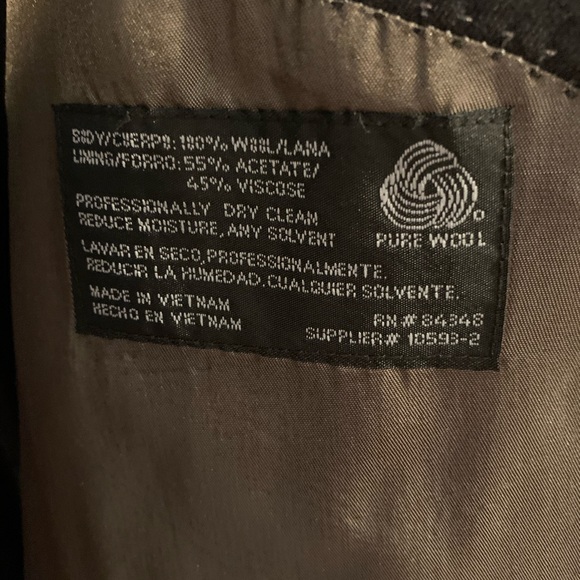 BODY/CUERPO: 100% WOOL/LANA
LINING/FORRO: 55% ACETATE/
45% VISCOSE
PROFESSIONALLY DRY CLEAN
REDUCE MOISTURE, ANY SOLVENT
PURE WOOL
LAVAR EN SECO, PROFESSIONALMENTE.
REDUCIR LA HUMEDAD. CUALQUIER SOLVENTE.
MADE IN VIETNAM
HECHO EN VIETNAM
RN# 84348
SUPPLIER# 10593-2